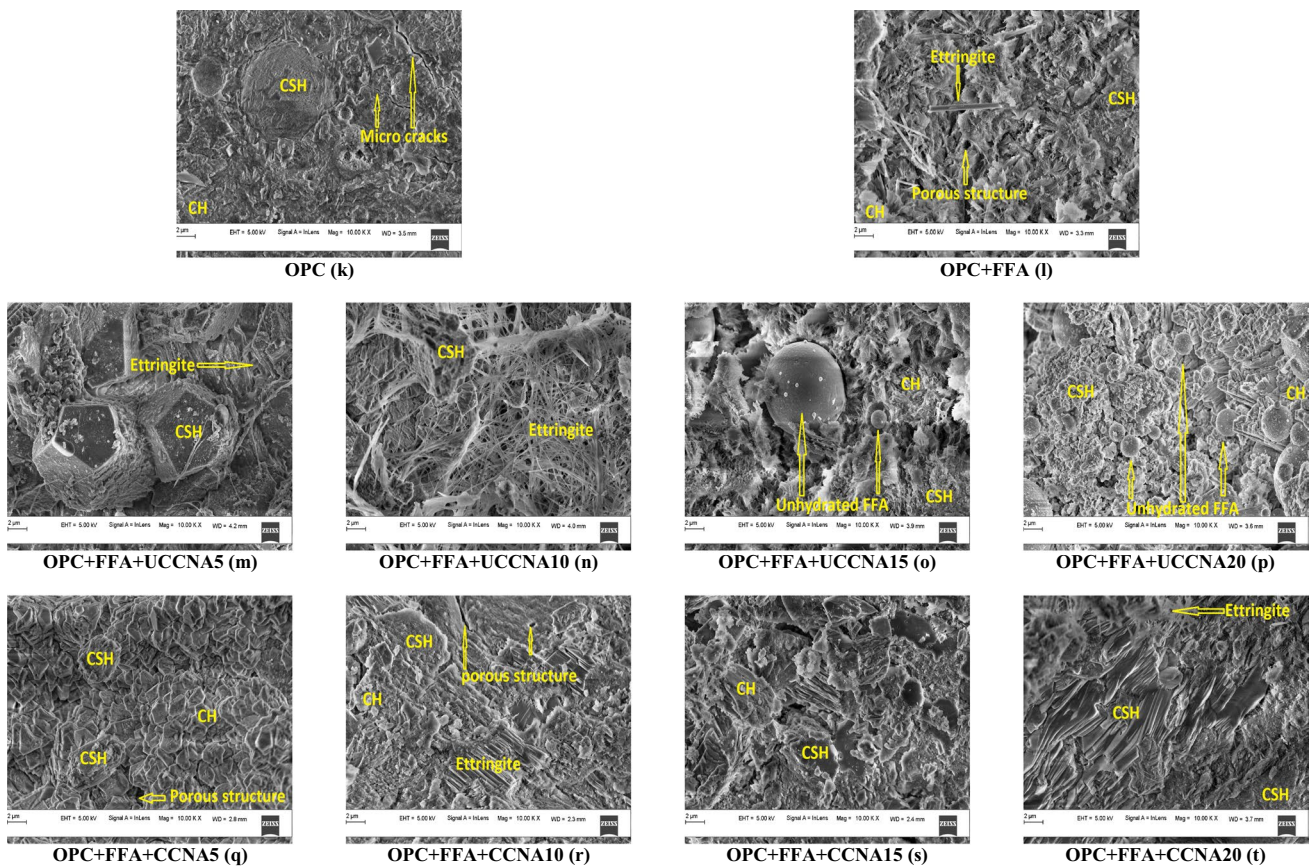 CSH
Micro cracks
CH
2 µm EHT = 5.00 kV Signal A = InLens Mag = 10.00 K X WD = 3.5 mm ZEISS
OPC (k)
Ettringite
CSH
Porous structure
CH
2 µm EHT = 5.00 kV Signal A = InLens Mag = 10.00 K X WD = 3.3 mm ZEISS
OPC+FFA (l)
Ettringite
CSH
2 µm EHT = 5.00 kV Signal A = InLens Mag = 10.00 K X WD = 4.2 mm ZEISS
OPC+FFA+UCCNA5 (m)
CSH
Ettringite
2 µm EHT = 5.00 kV Signal A = InLens Mag = 10.00 K X WD = 4.0 mm ZEISS
OPC+FFA+UCCNA10 (n)
CH
Unhydrated FFA
CSH
2 µm EHT = 5.00 kV Signal A = InLens Mag = 10.00 K X WD = 3.9 mm ZEISS
OPC+FFA+UCCNA15 (o)
CSH
CH
Unhydrated FFA
2 µm EHT = 5.00 kV Signal A = InLens Mag = 10.00 K X WD = 3.6 mm ZEISS
OPC+FFA+UCCNA20 (p)
CSH
CH
CSH
Porous structure
2 µm EHT = 5.00 kV Signal A = InLens Mag = 10.00 K X WD = 2.8 mm ZEISS
OPC+FFA+CCNA5 (q)
CSH
porous structure
CH
Ettringite
2 µm EHT = 5.00 kV Signal A = InLens Mag = 10.00 K X WD = 2.3 mm ZEISS
OPC+FFA+CCNA10 (r)
CH
CSH
2 µm EHT = 5.00 kV Signal A = InLens Mag = 10.00 K X WD = 2.4 mm ZEISS
OPC+FFA+CCNA15 (s)
Ettringite
CSH
CSH
2 µm EHT = 5.00 kV Signal A = InLens Mag = 10.00 K X WD = 3.7 mm ZEISS
OPC+FFA+CCNA20 (t)